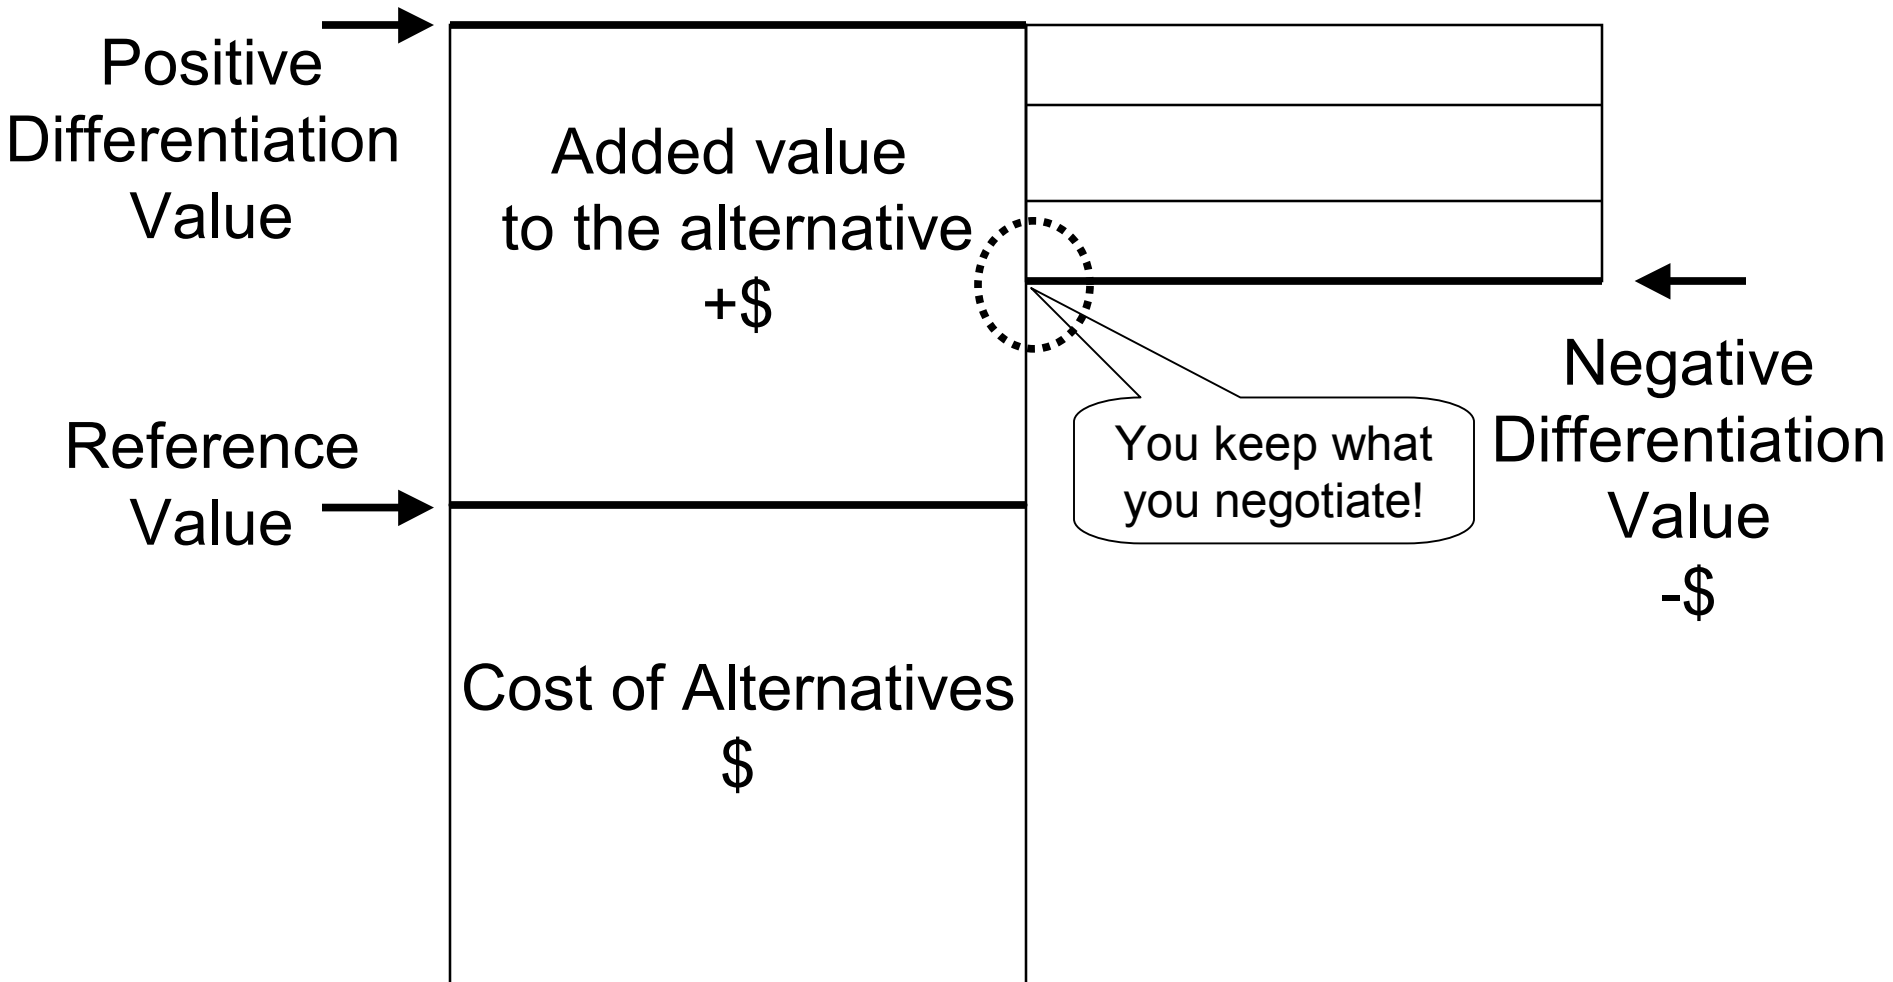 Positive
Differentiation
Value
Added value
to the alternative
+$
Reference
Value
You keep what
you negotiate!
Negative
Differentiation
Value
-$
Cost of Alternatives
$